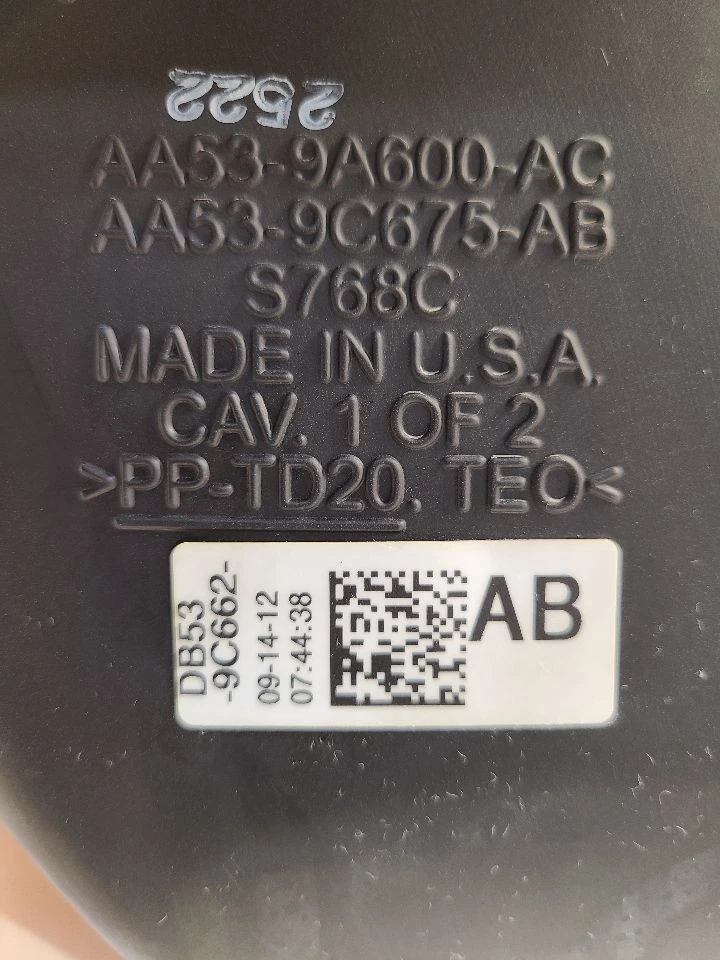 2522
AA53-9A600-AC
AA53-9C675-AB
S768C
MADE IN U.S.A.
CAV. 1 OF 2
>PP-TD20, TEO<
DB53
-9C662-
09-14-12
07:44:38
AB